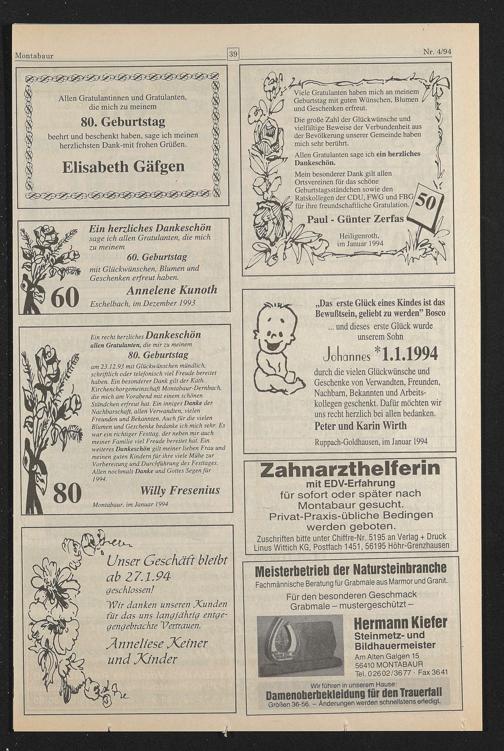 Montabaur
39
Nr. 4/94
Allen Gratulantinnen und Gratulanten,
die mich zu meinem
80. Geburtstag
beehrt und beschenkt haben, sage ich meinen
herzlichsten Dank mit frohen Grüßen.
Elisabeth Gäfgen
Ein herzliches Dankeschön
sage ich allen Gratulanten, die mich
zu meinem
60. Geburtstag
mit Glückwünschen, Blumen und
Geschenken erfreut haben.
Annelene Kunoth
60
Eschelbach, im Dezember 1993
Ein recht herzliches Dankeschön
allen Gratulanten, die mir zu meinem
80. Geburtstag
am 23.12.93 mit Glückwünschen mündlich,
schriftlich oder telefonisch viel Freude bereitet
haben. Ein besonderer Dank gilt der Kath.
Kirchenchorgemeinschaft Montabaur-Dernbach,
die mich am Vorabend mit einem schönen
Ständchen erfreut hat. Ein inniges Danke der
Nachbarschaft, allen Verwandten, vielen
Freunden und Bekannten. Auch für die vielen
Blumen und Geschenke bedanke ich mich sehr. Es
war ein richtiger Festtag, der neben mir auch
meiner Familie viel Freude bereitet hat. Ein
weiteres Dankeschön gilt meiner lieben Frau und
meinen guten Kindern für ihre viele Mühe zur
Vorbereitung und Durchführung des Festtages.
Allen nochmals Danke und Gottes Segen für
1994.
80
Willy Fresenius
Montabaur, im Januar 1994
Unser Geschäft bleibt
ab 27.1.94
geschlossen!
Wir danken unseren Kunden
für das uns langjährig entge-
gengebrachte Vertrauen.
Anneliese Keiner
und Kinder
Viele Gratulanten haben mich an meinem
Geburtstag mit guten Wünschen, Blumen
und Geschenken erfreut.
Die große Zahl der Glückwünsche und
vielfältige Beweise der Verbundenheit aus
der Bevölkerung unserer Gemeinde haben
mich sehr berührt.
Allen Gratulanten sage ich ein herzliches
Dankeschön.
Mein besonderer Dank gilt allen
Ortsvereinen für das schöne
Geburtstagsständchen sowie den
Ratskollegen der CDU, FWG und FBG
für ihre freundschaftliche Gratulation.
50
Paul - Günter Zerfas
Heiligenroth,
im Januar 1994
„Das erste Glück eines Kindes ist das
Bewußtsein, geliebt zu werden" Bosco
... und dieses erste Glück wurde
unserem Sohn
Johannes *1.1.1994
durch die vielen Glückwünsche und
Geschenke von Verwandten, Freunden,
Nachbarn, Bekannten und Arbeits-
kollegen geschenkt. Dafür möchten wir
uns recht herzlich bei allen bedanken.
Peter und Karin Wirth
Ruppach-Goldhausen, im Januar 1994
Zahnarzthelferin
mit EDV-Erfahrung
für sofort oder später nach
Montabaur gesucht.
Privat-Praxis-übliche Bedingen
werden geboten.
Zuschriften bitte unter Chiffre-Nr. 5195 an Verlag + Druck
Linus Wittich KG, Postfach 1451, 56195 Höhr-Grenzhausen
Meisterbetrieb der Natursteinbranche
Fachmännische Beratung für Grabmale aus Marmor und Granit.
Für den besonderen Geschmack
Grabmale – mustergeschützt –
Hermann Kiefer
Steinmetz- und
Bildhauermeister
Am Alten Galgen 15
56410 MONTABAUR
Tel. 02602/3677 · Fax 3641
Wir führen in unserem Hause:
Damenoberbekleidung für den Trauerfall
Größen 36-56. – Änderungen werden schnellstens erledigt.